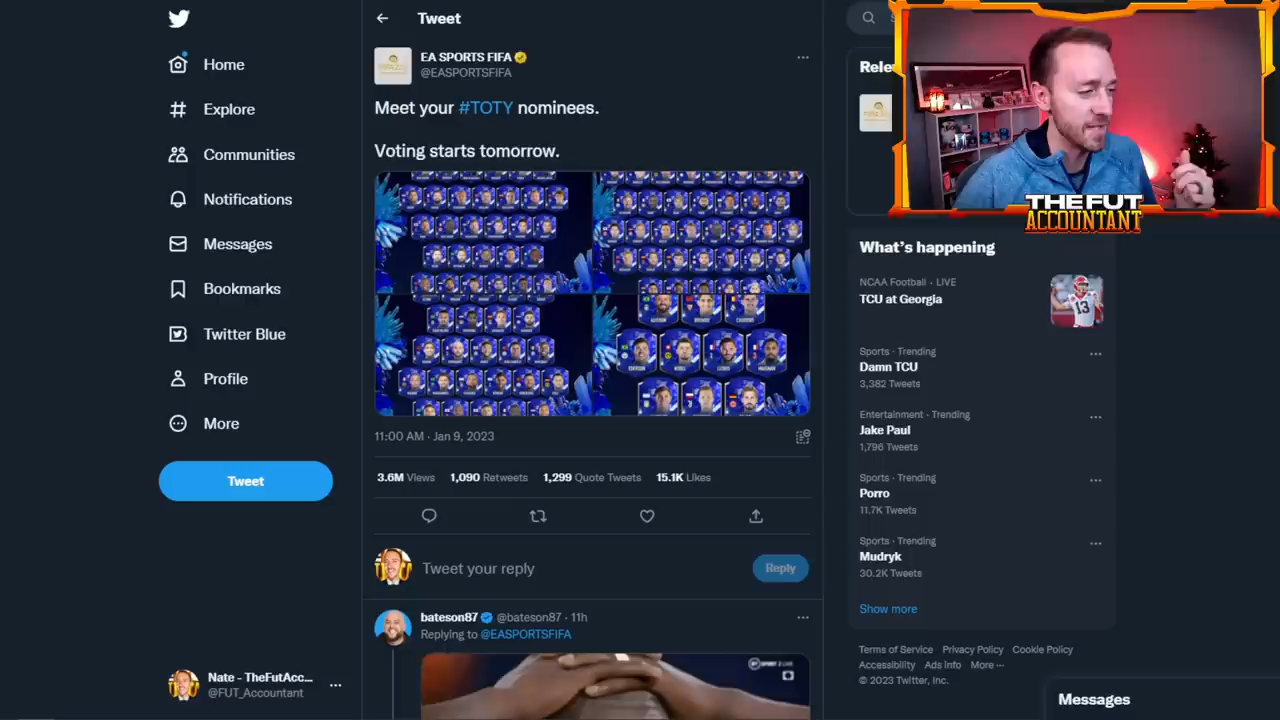 Tweet
EA SPORTS FIFA
@EASPORTSFIFA
Meet your #TOTY nominees.
Voting starts tomorrow.
11:00 AM · Jan 9, 2023
3.6M Views 1,090 Retweets 1,299 Quote Tweets 15.1K Likes
Tweet your reply
Reply
bateson87 @bateson87 · 11h
Replying to @EASPORTSFIFA
Home
Explore
Communities
Notifications
Messages
Bookmarks
Twitter Blue
Profile
More
Tweet
Nate - TheFutAcc...
@FUT_Accountant
THE FUT
ACCOUNTANT
What's happening
NCAA Football · LIVE
TCU at Georgia
Sports · Trending
Damn TCU
3,382 Tweets
Entertainment · Trending
Jake Paul
1,796 Tweets
Sports · Trending
Porro
11.7K Tweets
Sports · Trending
Mudryk
30.2K Tweets
Show more
Terms of Service Privacy Policy Cookie Policy
Accessibility Ads info More ···
© 2023 Twitter, Inc.
Messages